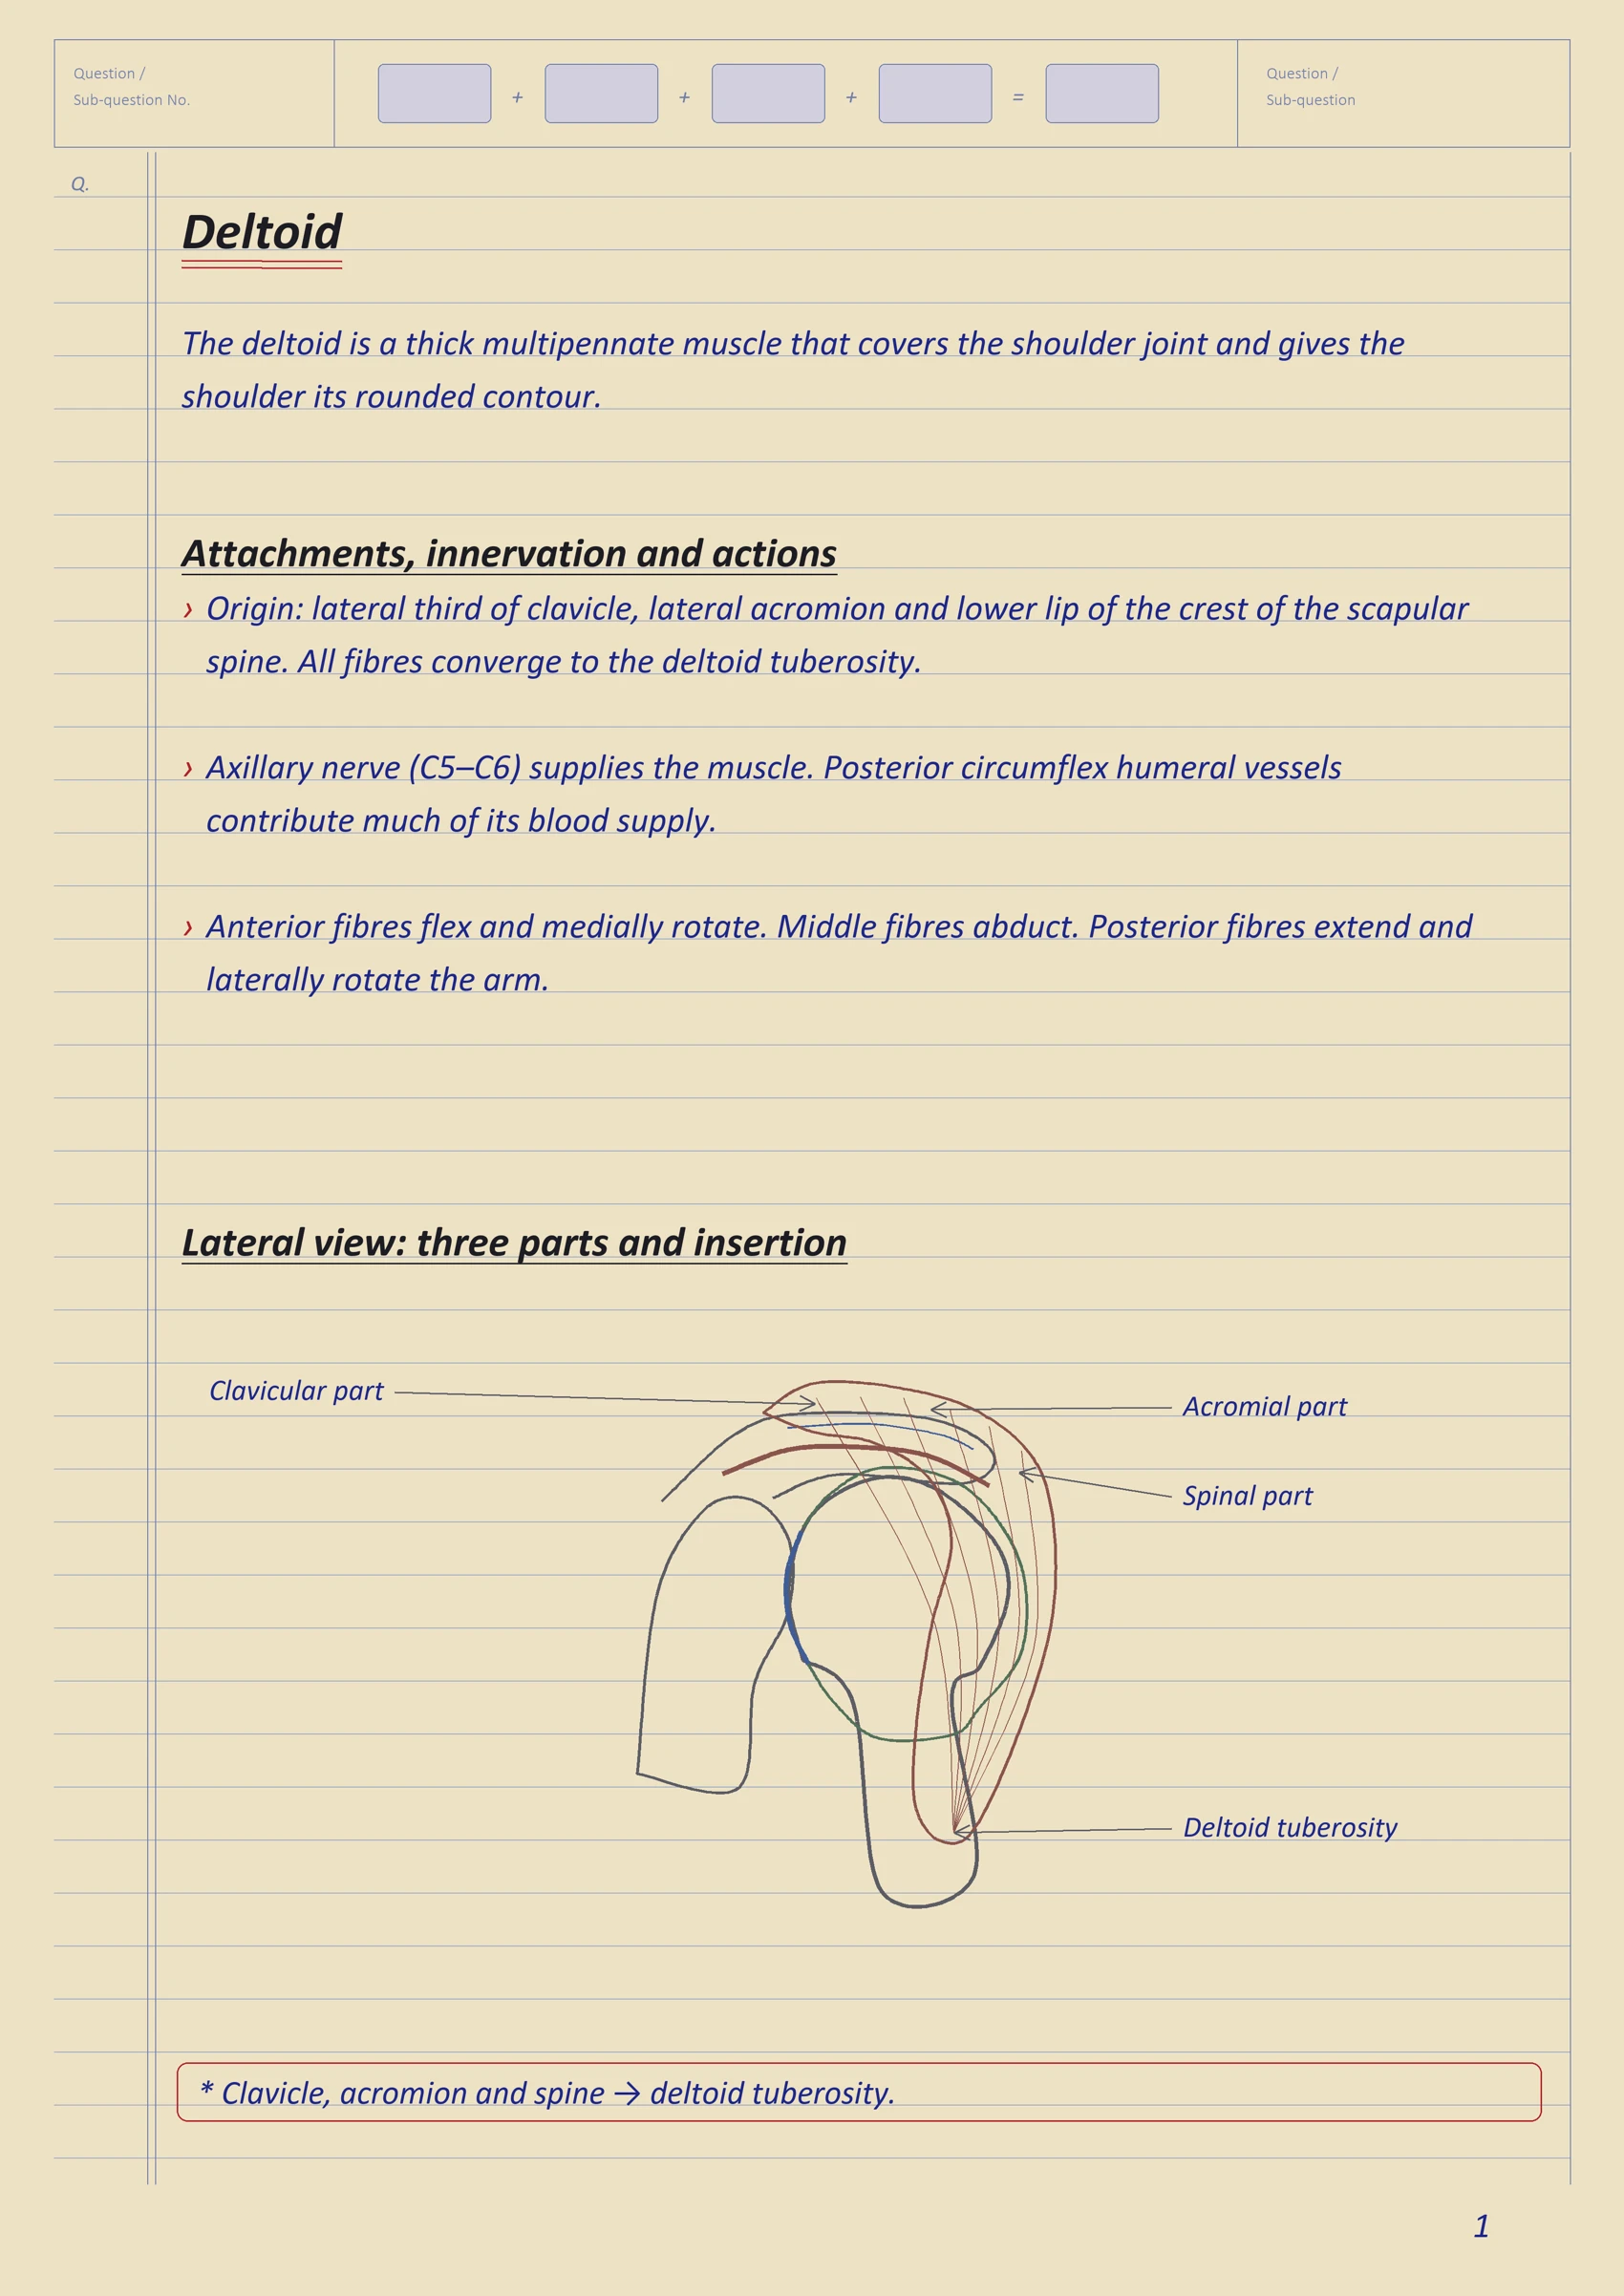 Question /
Sub-question No.
+ + + =
Question /
Sub-question
Q.
Deltoid
The deltoid is a thick multipennate muscle that covers the shoulder joint and gives the
shoulder its rounded contour.
Attachments, innervation and actions
› Origin: lateral third of clavicle, lateral acromion and lower lip of the crest of the scapular
spine. All fibres converge to the deltoid tuberosity.
› Axillary nerve (C5–C6) supplies the muscle. Posterior circumflex humeral vessels
contribute much of its blood supply.
› Anterior fibres flex and medially rotate. Middle fibres abduct. Posterior fibres extend and
laterally rotate the arm.
Lateral view: three parts and insertion
Clavicular part
Acromial part
Spinal part
Deltoid tuberosity
* Clavicle, acromion and spine → deltoid tuberosity.
1